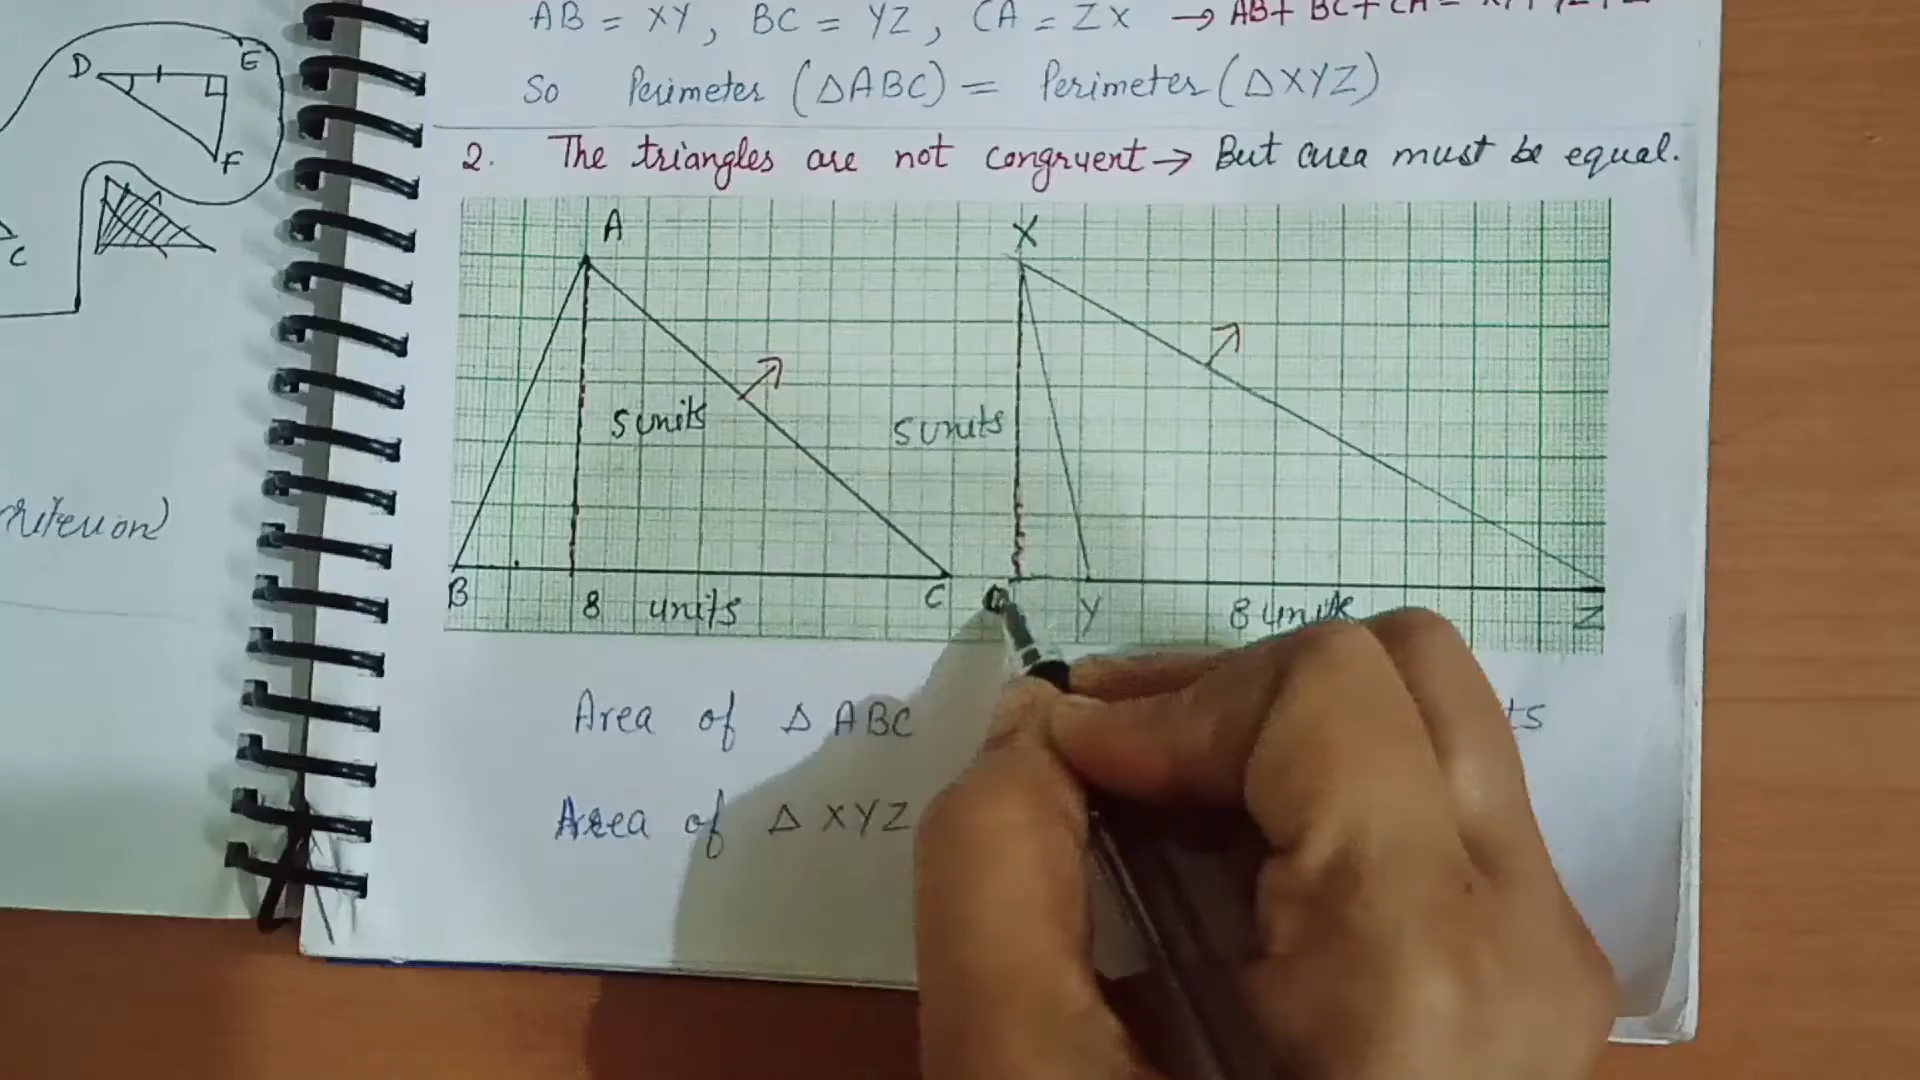 AB = XY, BC = YZ, CA = ZX → AB + BC + CA =
So Perimeter (△ABC) = Perimeter (△XYZ)
2. The triangles are not congruent → But area must be equal.
D E
F
C
A X
5 units 5 units
B 8 units C Y 8 units Z
riterion)
Area of △ ABC ts
Area of △ XYZ